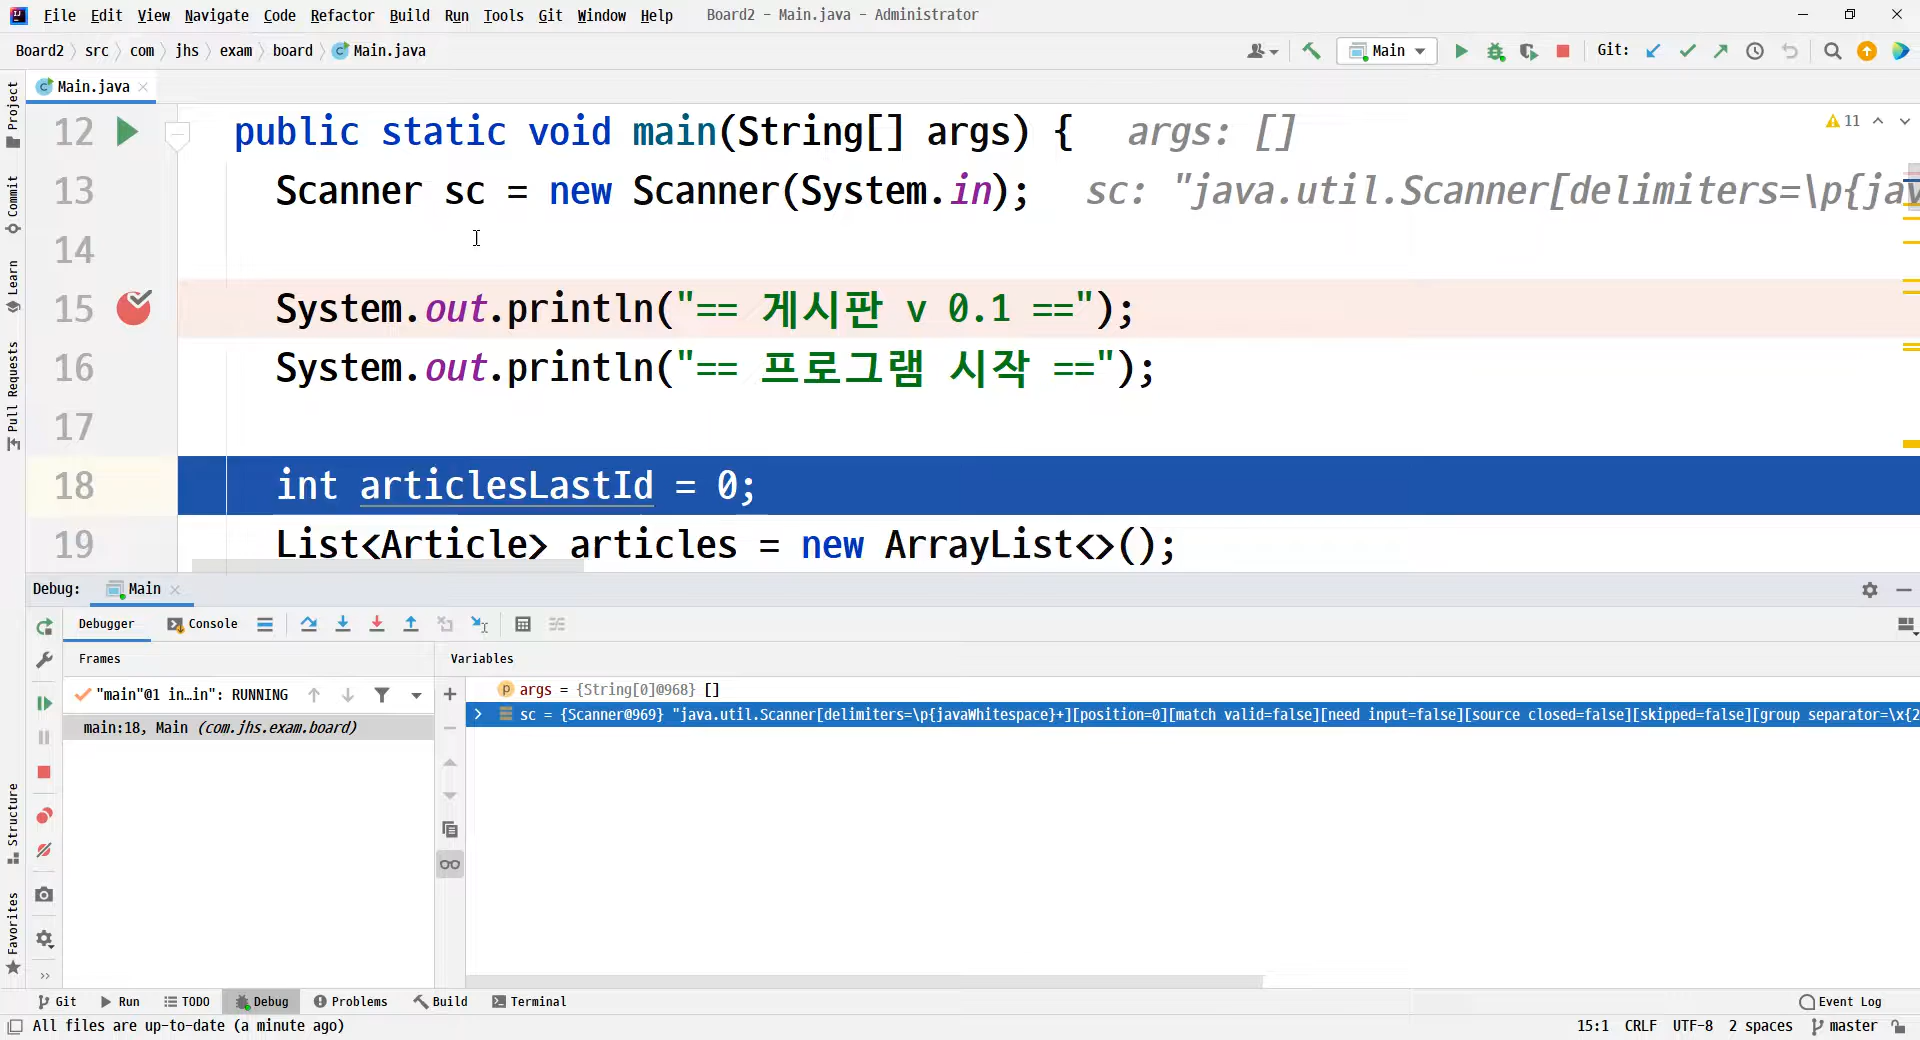 File Edit View Navigate Code Refactor Build Run Tools Git Window Help Board2 - Main.java - Administrator
Board2 src com jhs exam board Main.java Main Git:
Main.java
12 public static void main(String[] args) { args: []
11
13 Scanner sc = new Scanner(System.in); sc: "java.util.Scanner[delimiters=\p{jav
14
15 System.out.println("== 게시판 v 0.1 ==");
16 System.out.println("== 프로그램 시작 ==");
17
18 int articlesLastId = 0;
19 List<Article> articles = new ArrayList<>();
Project
Commit
Learn
Pull Requests
Structure
Favorites
Debug: Main
Debugger Console
Frames Variables
"main"@1 in…in": RUNNING
main:18, Main (com.jhs.exam.board)
args = {String[0]@968} []
sc = {Scanner@969} "java.util.Scanner[delimiters=\p{javaWhitespace}+][position=0][match valid=false][need input=false][source closed=false][skipped=false][group separator=\x{2
Git Run TODO Debug Problems Build Terminal Event Log
All files are up-to-date (a minute ago) 15:1 CRLF UTF-8 2 spaces master